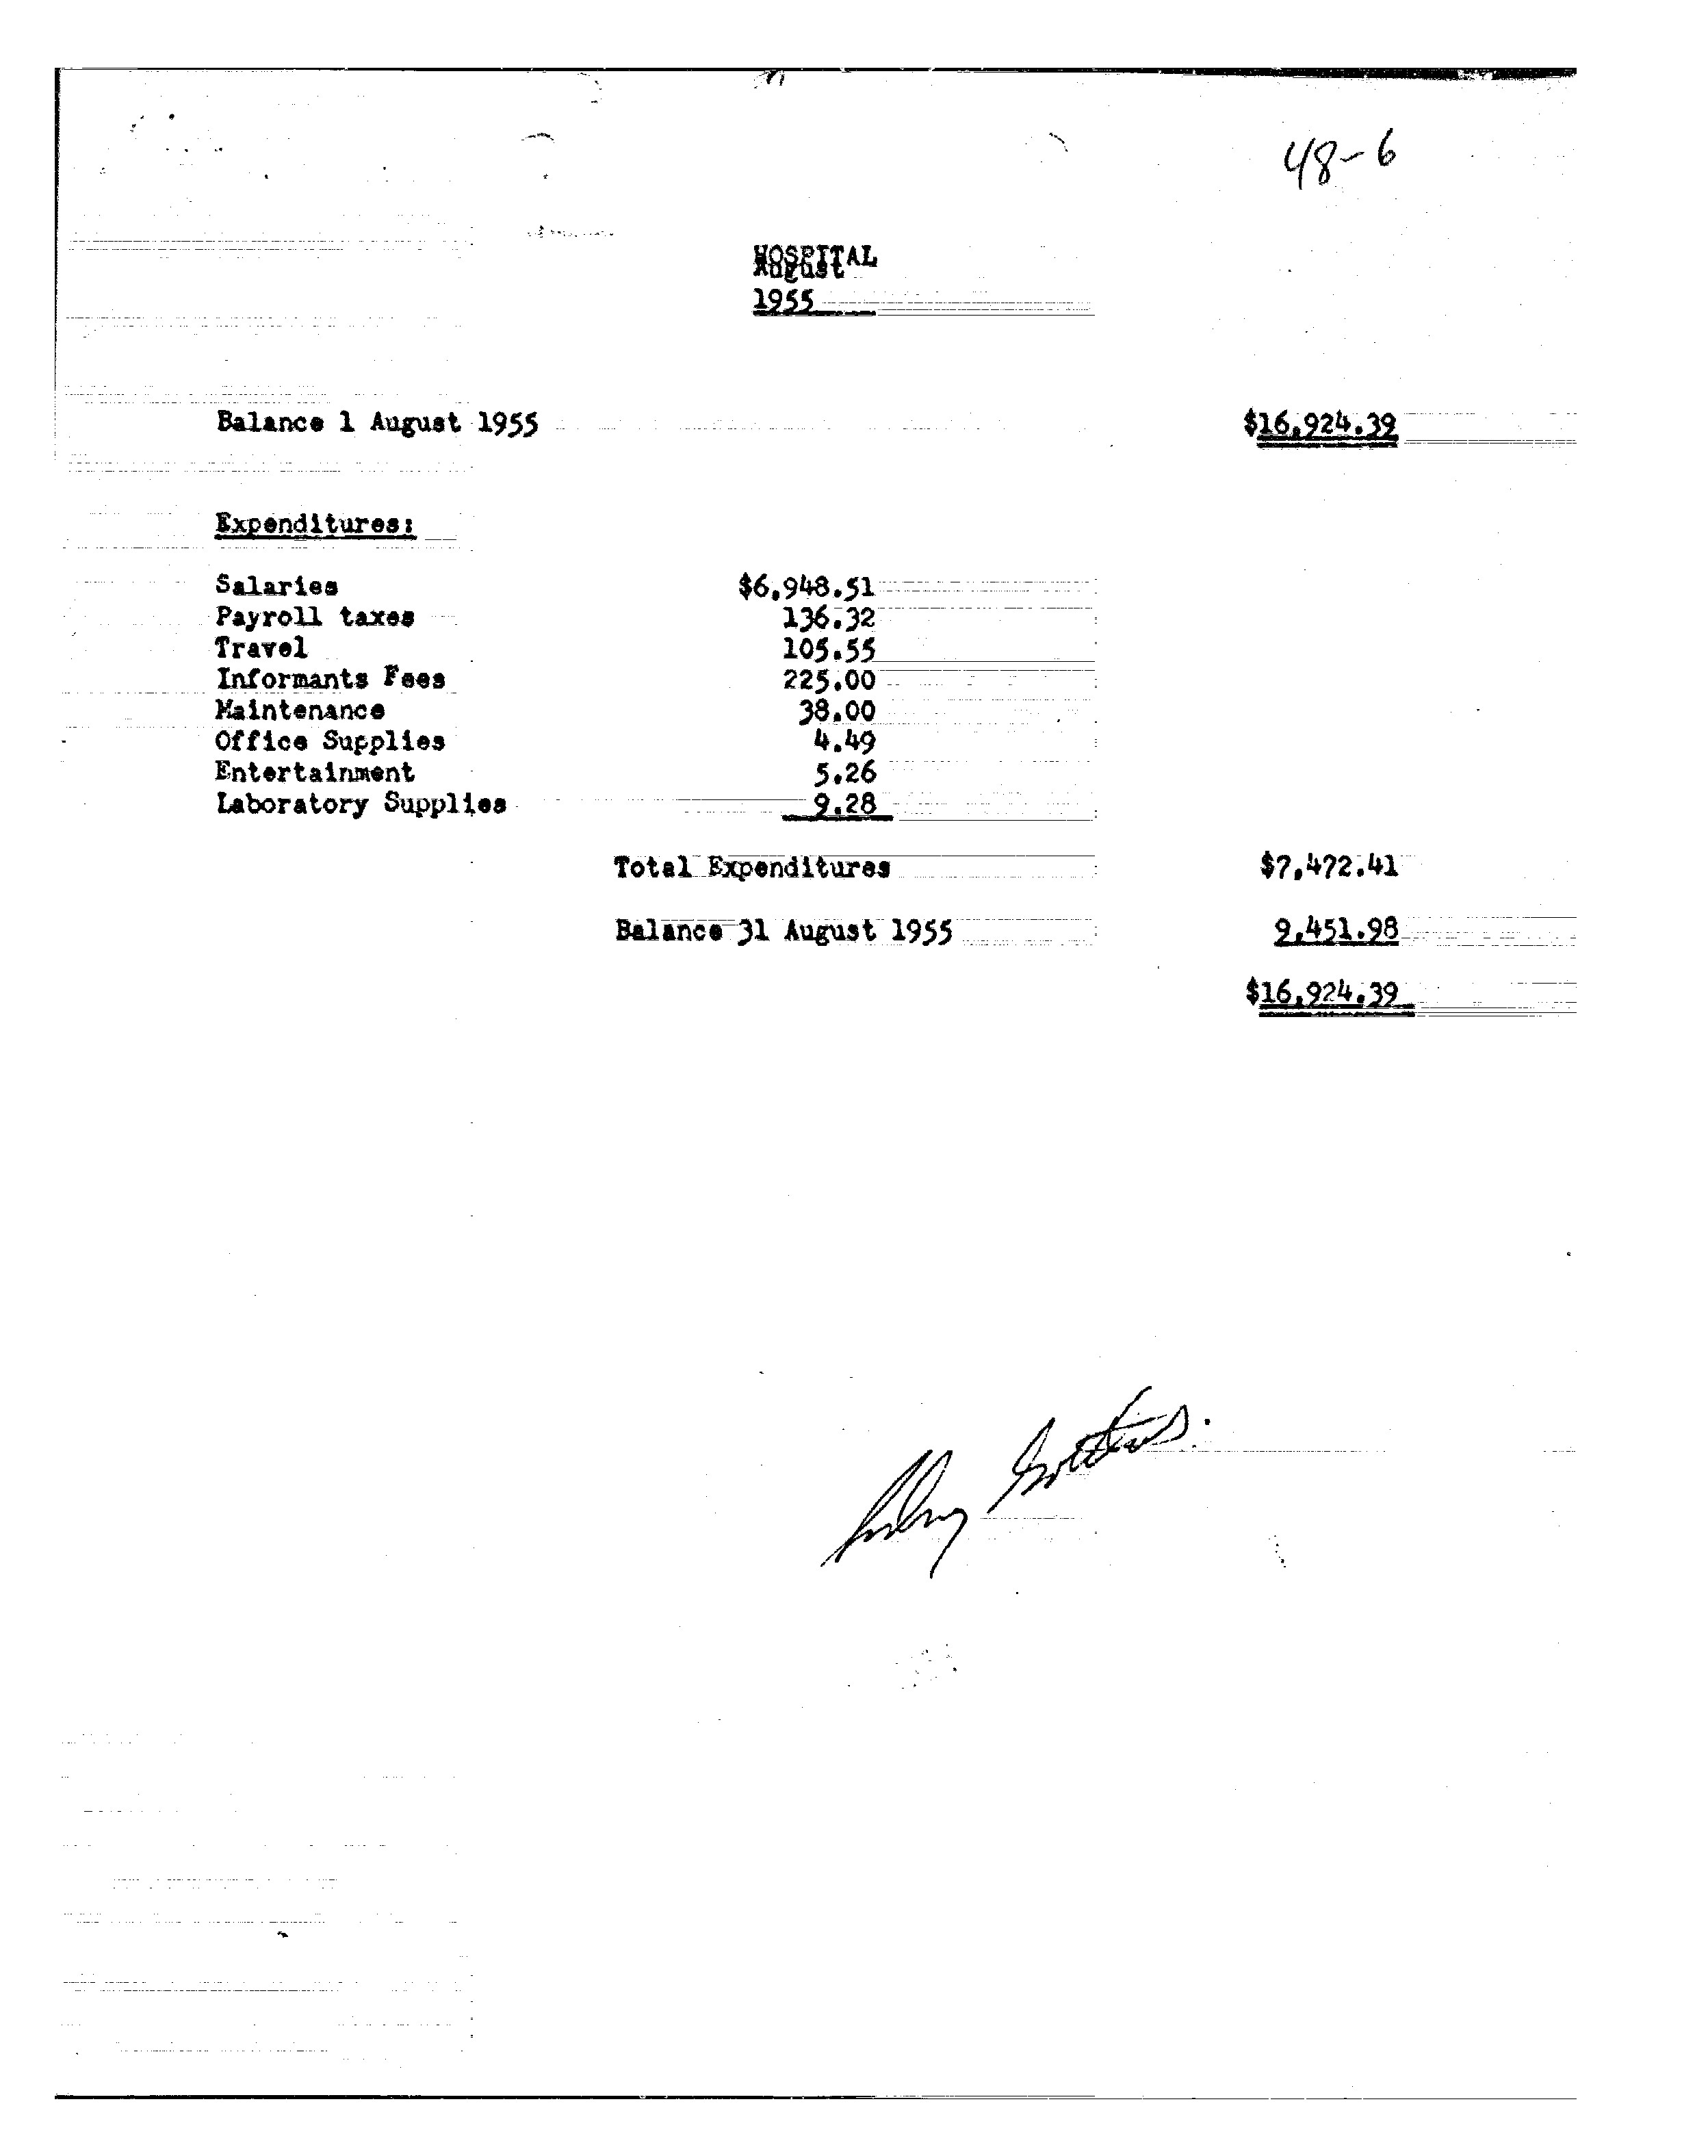 48-6
HOSPITAL
August
1955
Balance 1 August 1955 $16,924.39
Expenditures:
Salaries $6,948.51
Payroll taxes 136.32
Travel 105.55
Informants Fees 225.00
Maintenance 38.00
Office Supplies 4.49
Entertainment 5.26
Laboratory Supplies 9.28
Total Expenditures $7,472.41
Balance 31 August 1955 9,451.98
$16,924.39